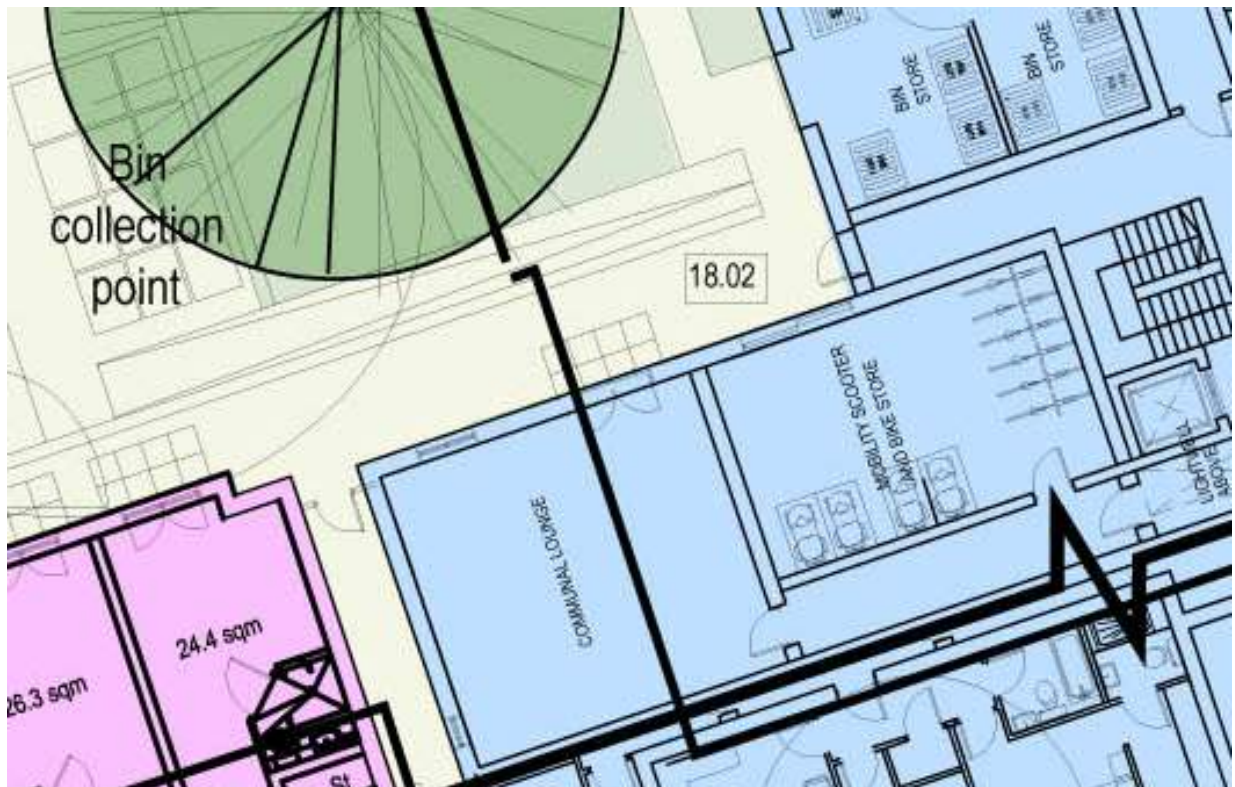 Bin
collection
point
BIN
STORE
BIN
STORE
18.02
MOBILITY SCOOTER
AND BIKE STORE
LIGHTWELL
ABOVE
COMMUNAL LOUNGE
24.4 sqm
26.3 sqm
St